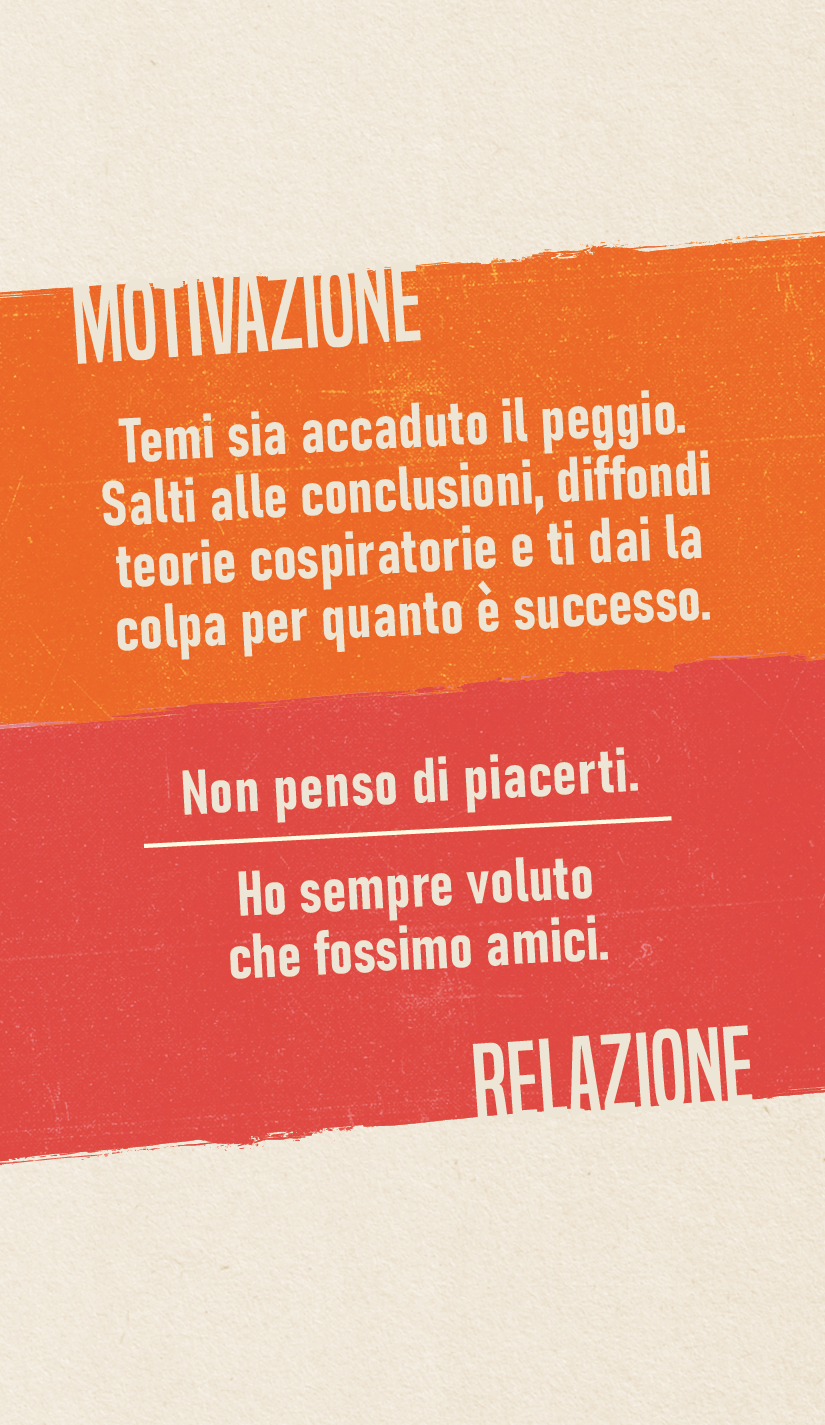 MOTIVAZIONE
Temi sia accaduto il peggio.
Salti alle conclusioni, diffondi
teorie cospiratorie e ti dai la
colpa per quanto è successo.
Non penso di piacerti.
Ho sempre voluto
che fossimo amici.
RELAZIONE